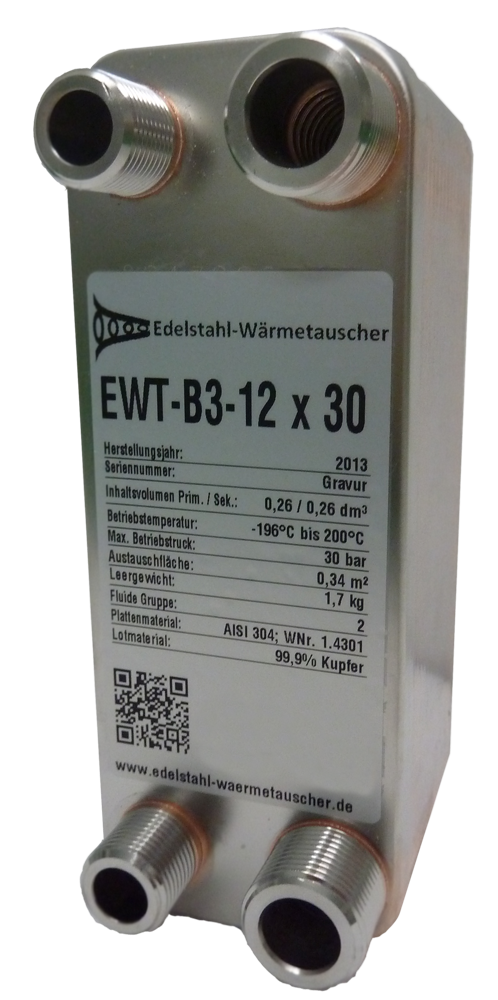 Edelstahl-Wärmetauscher
EWT-B3-12 x 30
Herstellungsjahr: 2013
Seriennummer: Gravur
Inhaltsvolumen Prim. / Sek.: 0,26 / 0,26 dm³
Betriebstemperatur: -196°C bis 200°C
Max. Betriebstruck: 30 bar
Austauschfläche: 0,34 m²
Leergewicht: 1,7 kg
Fluide Gruppe: 2
Plattenmaterial: AISI 304; WNr. 1.4301
Lotmaterial: 99,9% Kupfer
www.edelstahl-waermetauscher.de